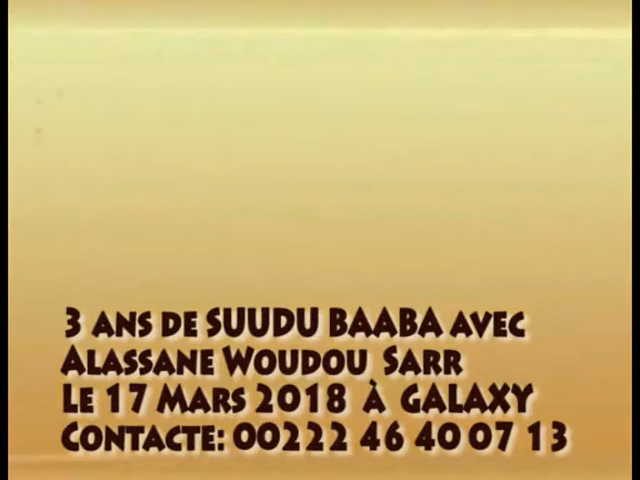 3 ANS DE SUUDU BAABA AVEC
ALASSANE WOUDOU SARR
LE 17 MARS 2018 À GALAXY
CONTACTE: 00222 46 40 07 13